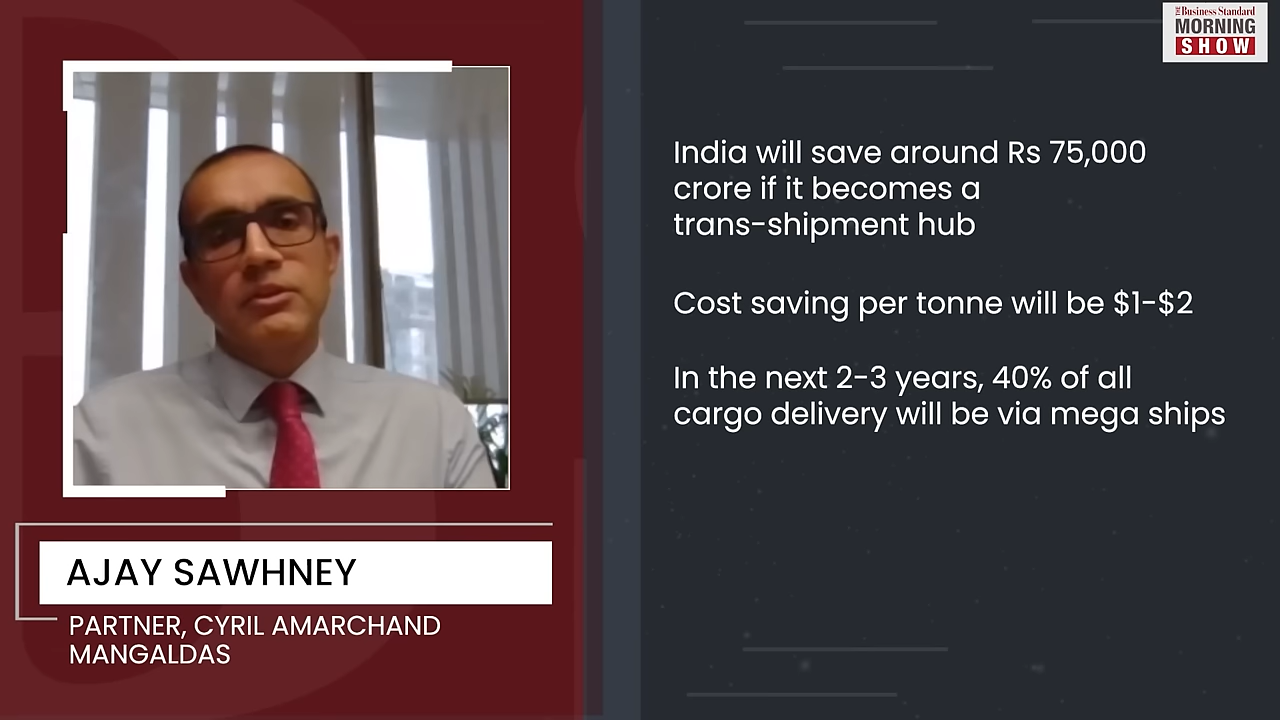 THE Business Standard
MORNING
SHOW
India will save around Rs 75,000
crore if it becomes a
trans-shipment hub
Cost saving per tonne will be $1-$2
In the next 2-3 years, 40% of all
cargo delivery will be via mega ships
AJAY SAWHNEY
PARTNER, CYRIL AMARCHAND
MANGALDAS